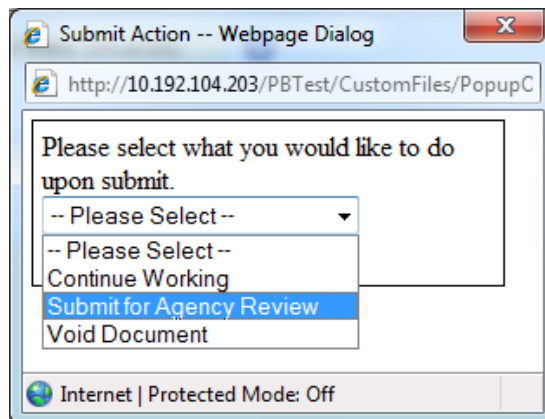 Submit Action -- Webpage Dialog
http://10.192.104.203/PBTest/CustomFiles/PopupC
Please select what you would like to do
upon submit.
-- Please Select --
-- Please Select --
Continue Working
Submit for Agency Review
Void Document
Internet | Protected Mode: Off